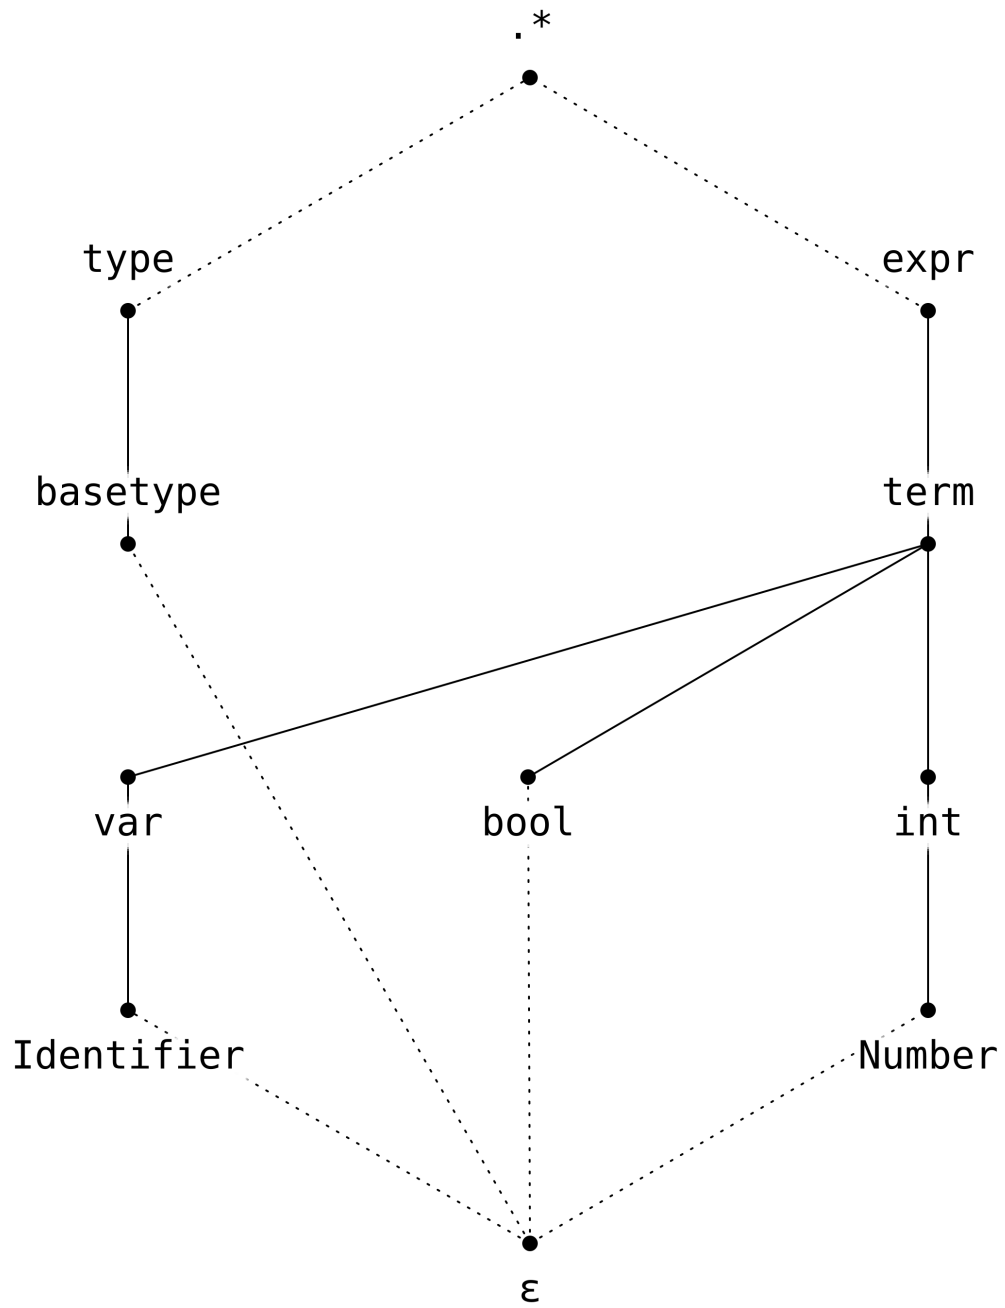 .*
type
expr
basetype
term
var
bool
int
Identifier
Number
ε